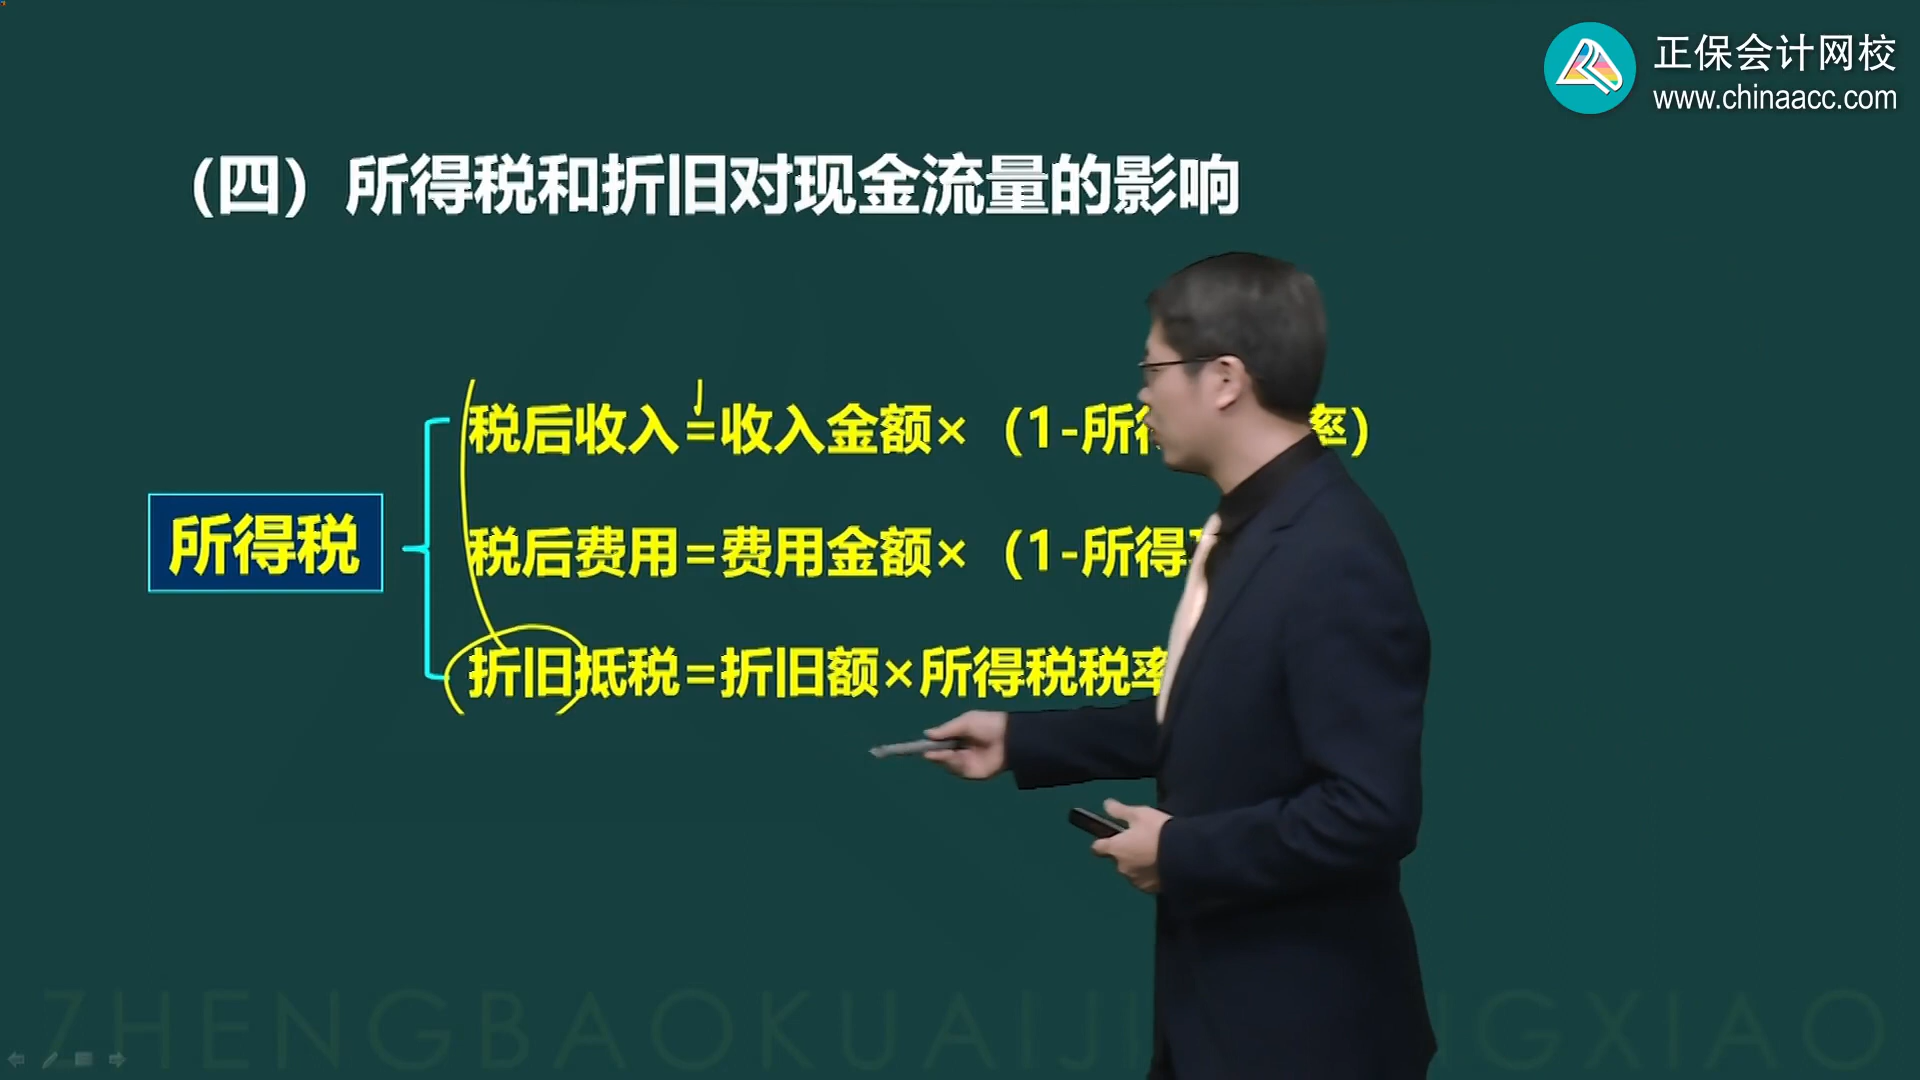 正保会计网校
www.chinaacc.com
（四）所得税和折旧对现金流量的影响
税后收入=收入金额×（1-所 率）
所得税
税后费用=费用金额×（1-所得
折旧抵税=折旧额×所得税税率
ZHENGBAOKUAIJI NGXIAO